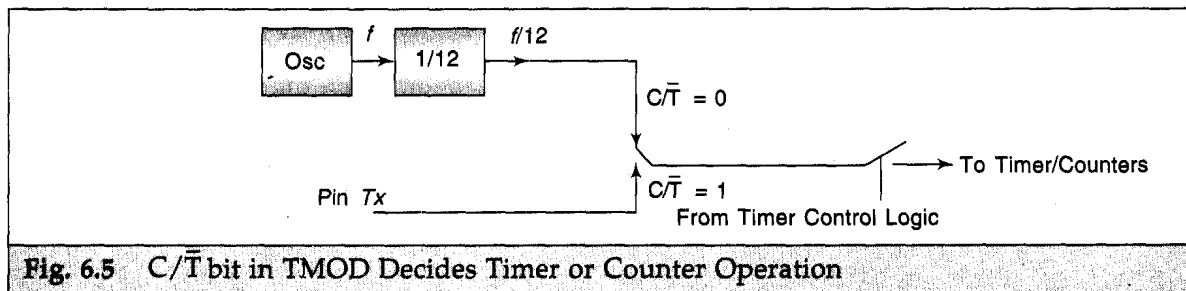 f
f/12
Osc
1/12
C/T̅ = 0
To Timer/Counters
C/T̅ = 1
Pin Tx
From Timer Control Logic
Fig. 6.5 C/T̅ bit in TMOD Decides Timer or Counter Operation